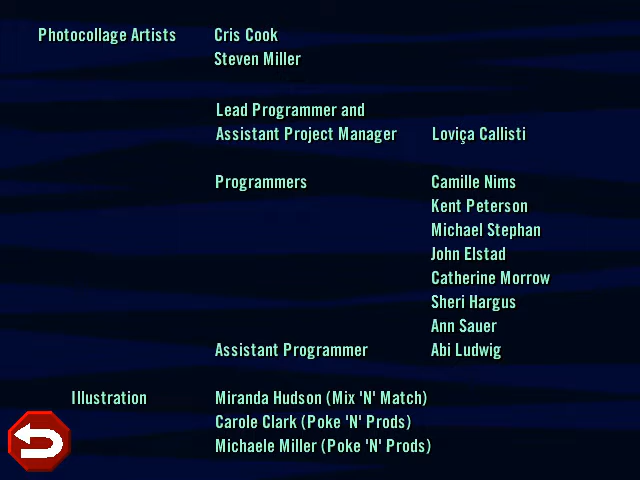 Photocollage Artists Cris Cook
Steven Miller
Lead Programmer and
Assistant Project Manager Loviça Callisti
Programmers Camille Nims
Kent Peterson
Michael Stephan
John Elstad
Catherine Morrow
Sheri Hargus
Ann Sauer
Assistant Programmer Abi Ludwig
Illustration Miranda Hudson (Mix 'N' Match)
Carole Clark (Poke 'N' Prods)
Michaele Miller (Poke 'N' Prods)